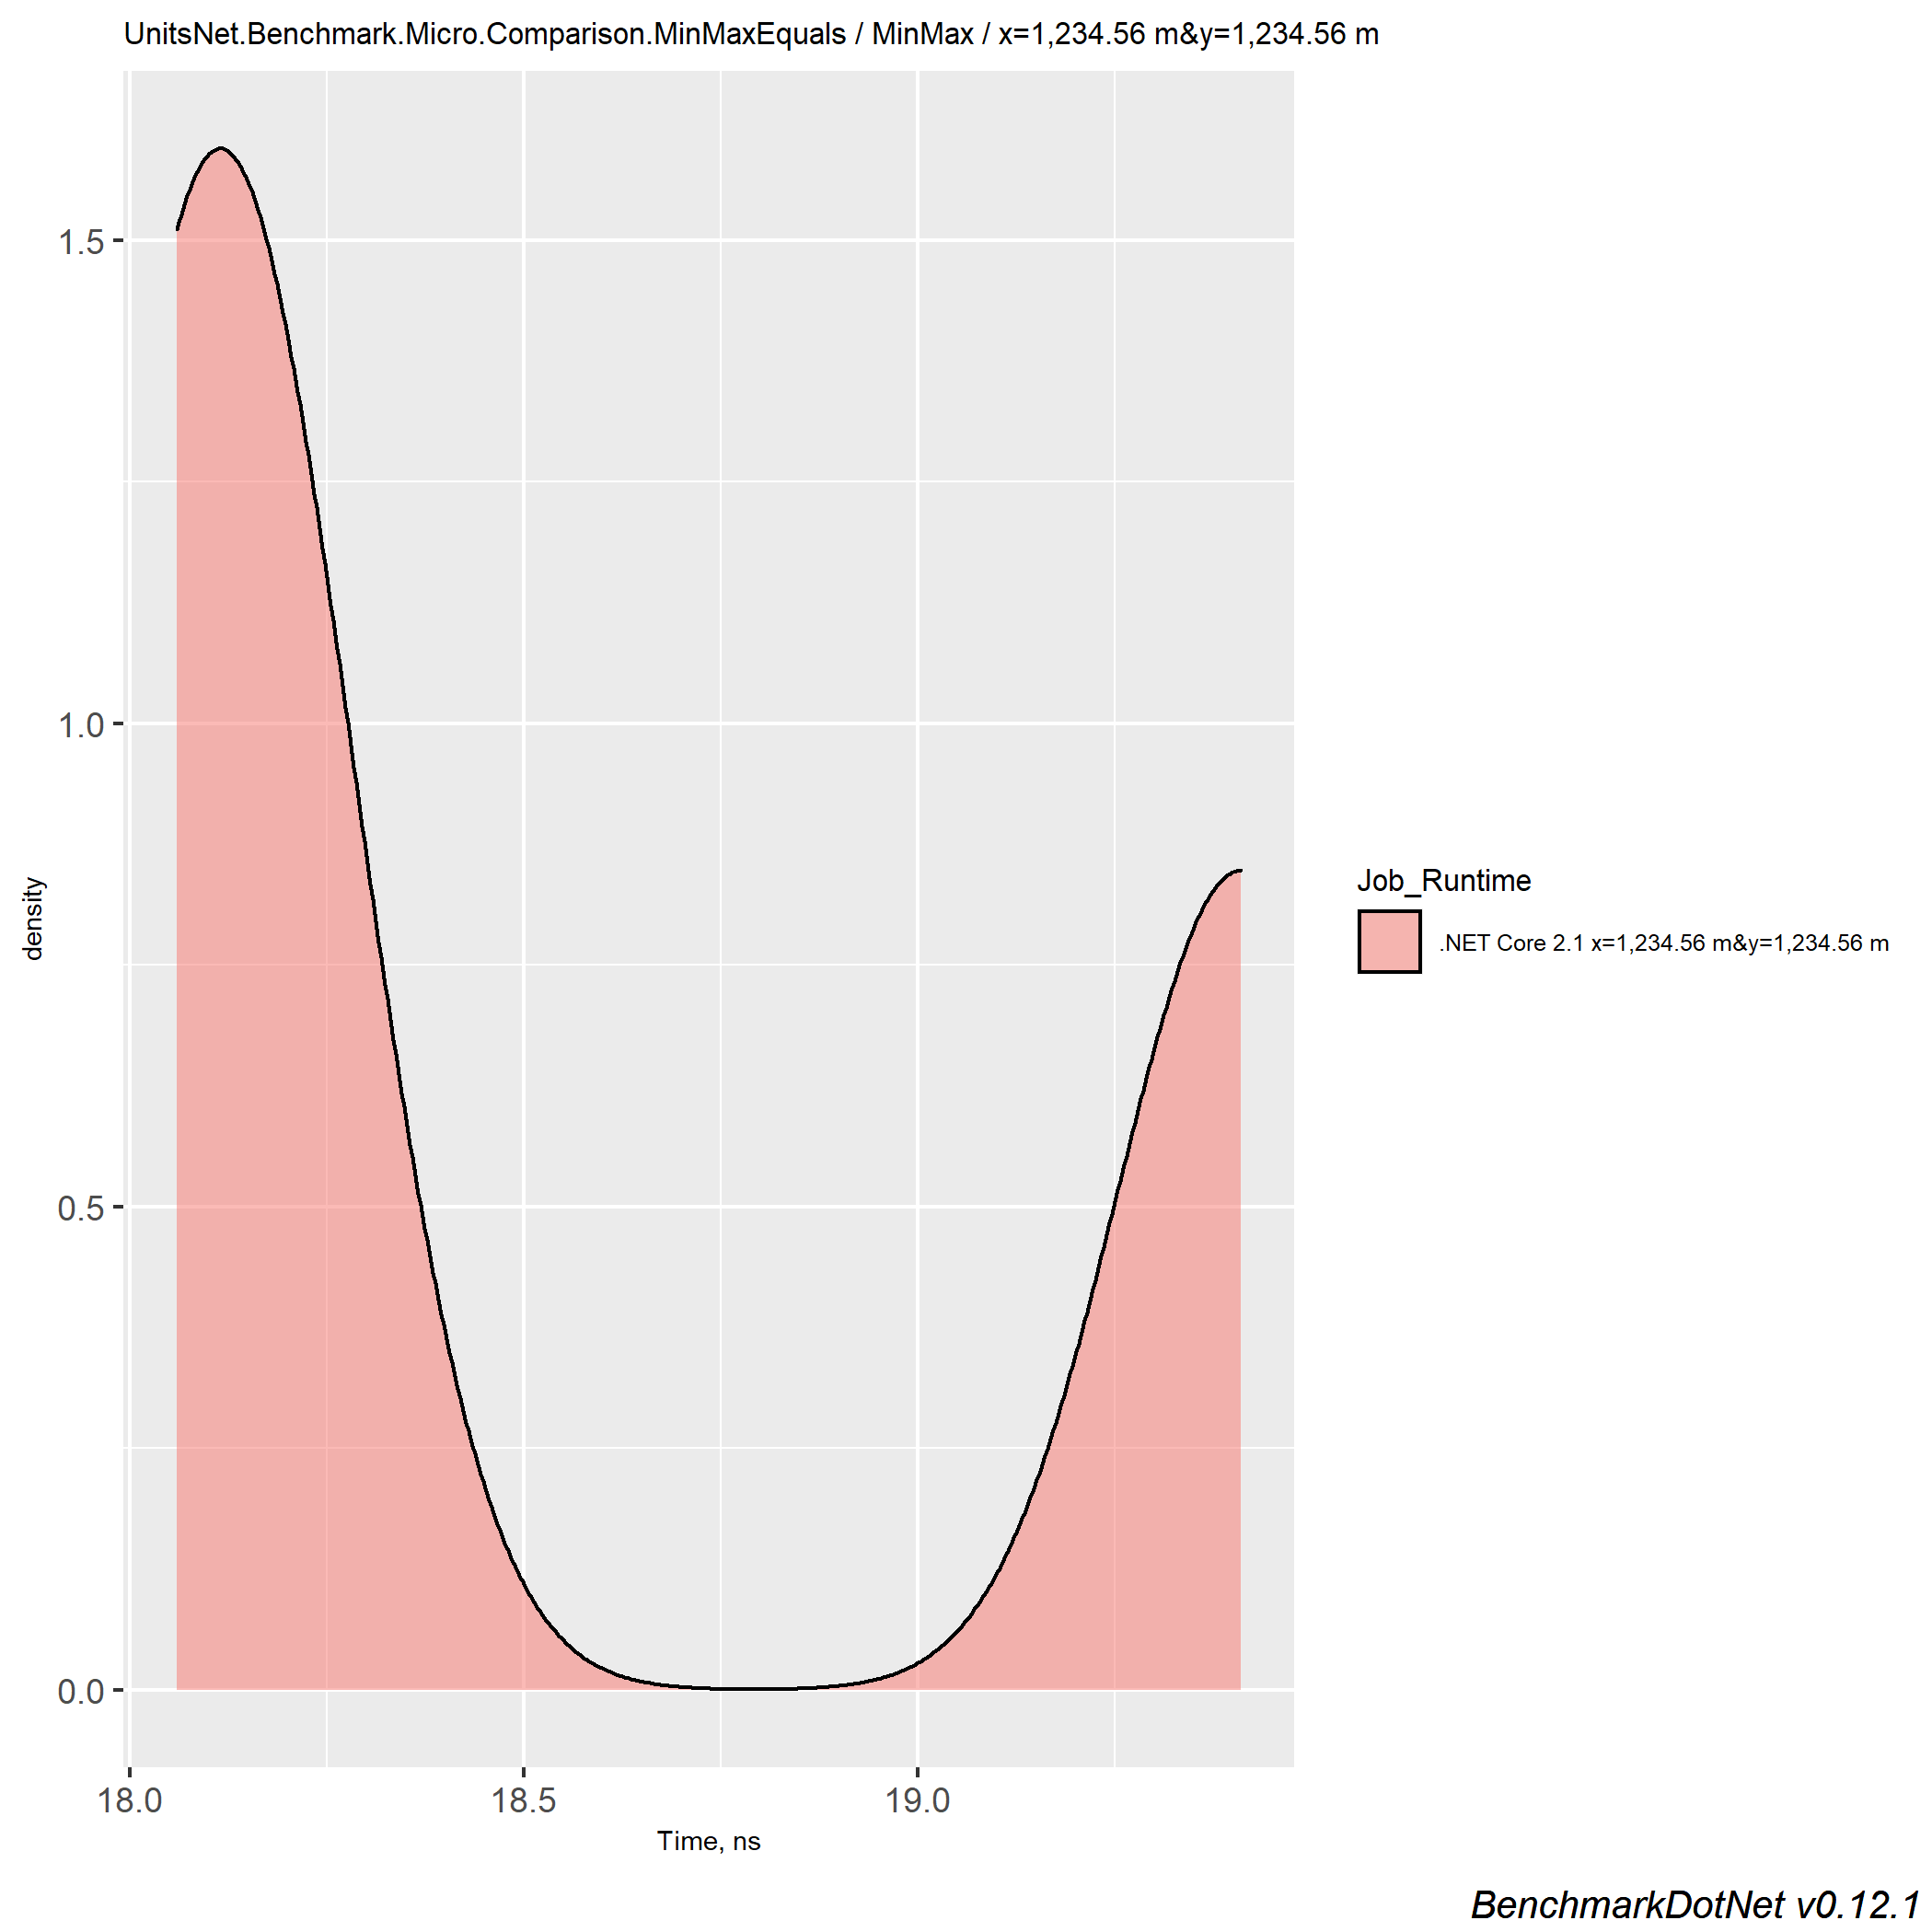 UnitsNet.Benchmark.Micro.Comparison.MinMaxEquals / MinMax / x=1,234.56 m&y=1,234.56 m
1.5
1.0
0.5
0.0
density
18.0 18.5 19.0
Time, ns
Job_Runtime
.NET Core 2.1 x=1,234.56 m&y=1,234.56 m
BenchmarkDotNet v0.12.1